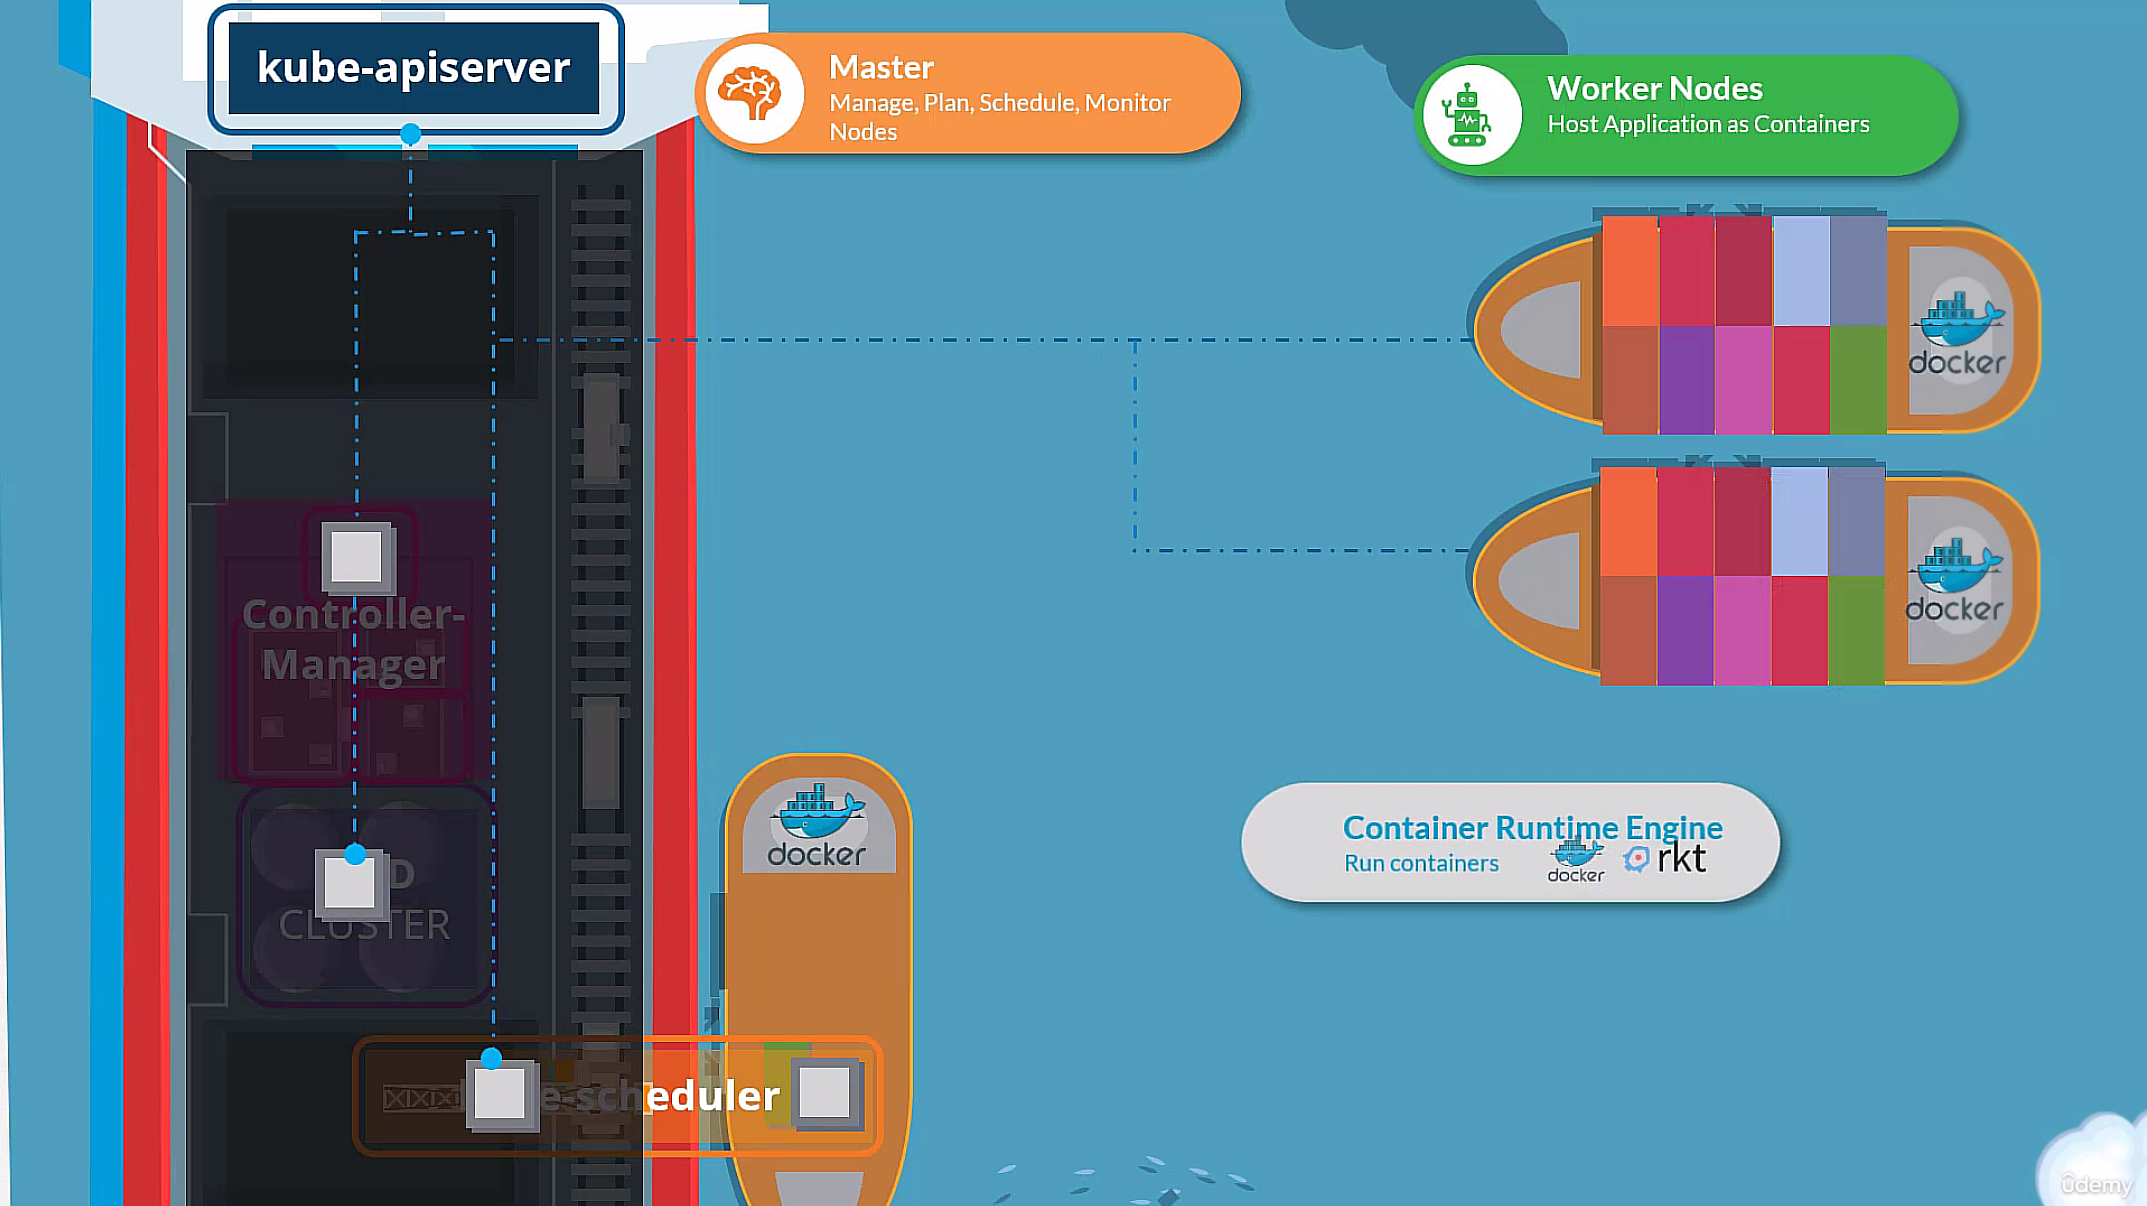 kube-apiserver
Master
Manage, Plan, Schedule, Monitor
Nodes
Worker Nodes
Host Application as Containers
docker
docker
Controller-
Manager
CLUSTER
docker
Container Runtime Engine
Run containers
docker
rkt
e-scheduler
ûdemy